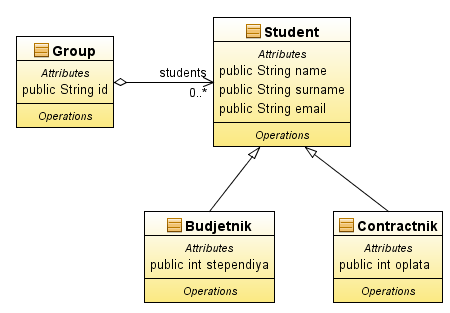 Group
Attributes
public String id
Operations
students
0..*
Student
Attributes
public String name
public String surname
public String email
Operations
Budjetnik
Attributes
public int stependiya
Operations
Contractnik
Attributes
public int oplata
Operations